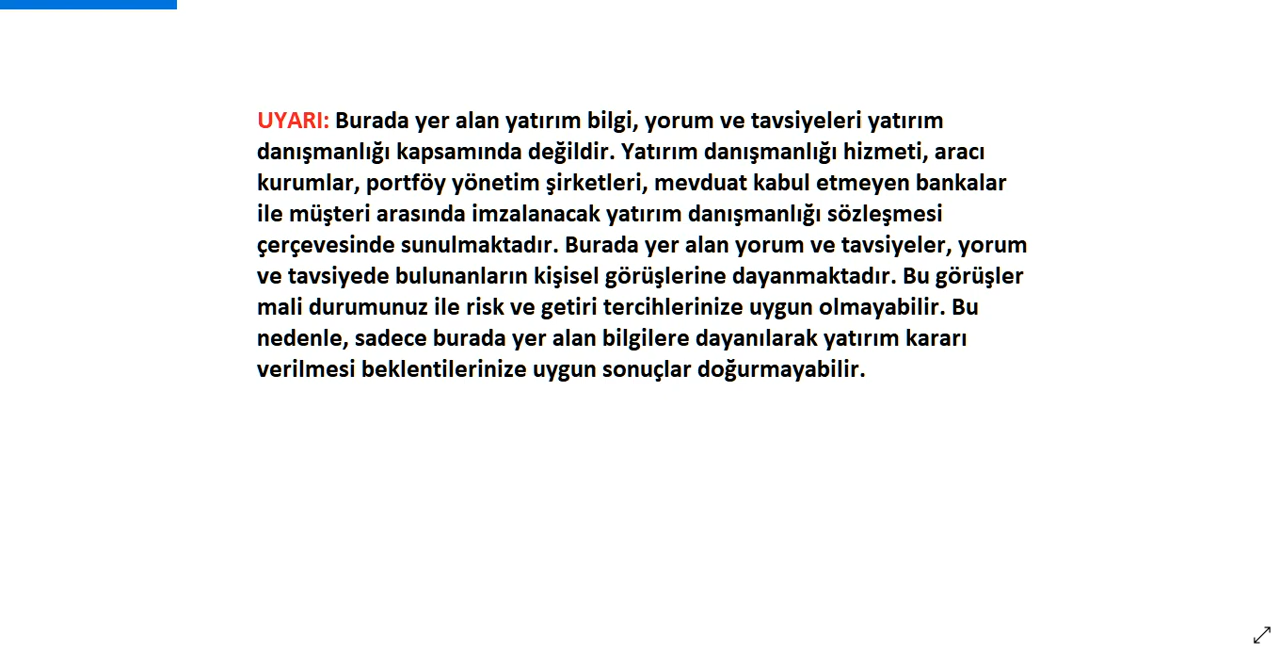 UYARI: Burada yer alan yatırım bilgi, yorum ve tavsiyeleri yatırım
danışmanlığı kapsamında değildir. Yatırım danışmanlığı hizmeti, aracı
kurumlar, portföy yönetim şirketleri, mevduat kabul etmeyen bankalar
ile müşteri arasında imzalanacak yatırım danışmanlığı sözleşmesi
çerçevesinde sunulmaktadır. Burada yer alan yorum ve tavsiyeler, yorum
ve tavsiyede bulunanların kişisel görüşlerine dayanmaktadır. Bu görüşler
mali durumunuz ile risk ve getiri tercihlerinize uygun olmayabilir. Bu
nedenle, sadece burada yer alan bilgilere dayanılarak yatırım kararı
verilmesi beklentilerinize uygun sonuçlar doğurmayabilir.